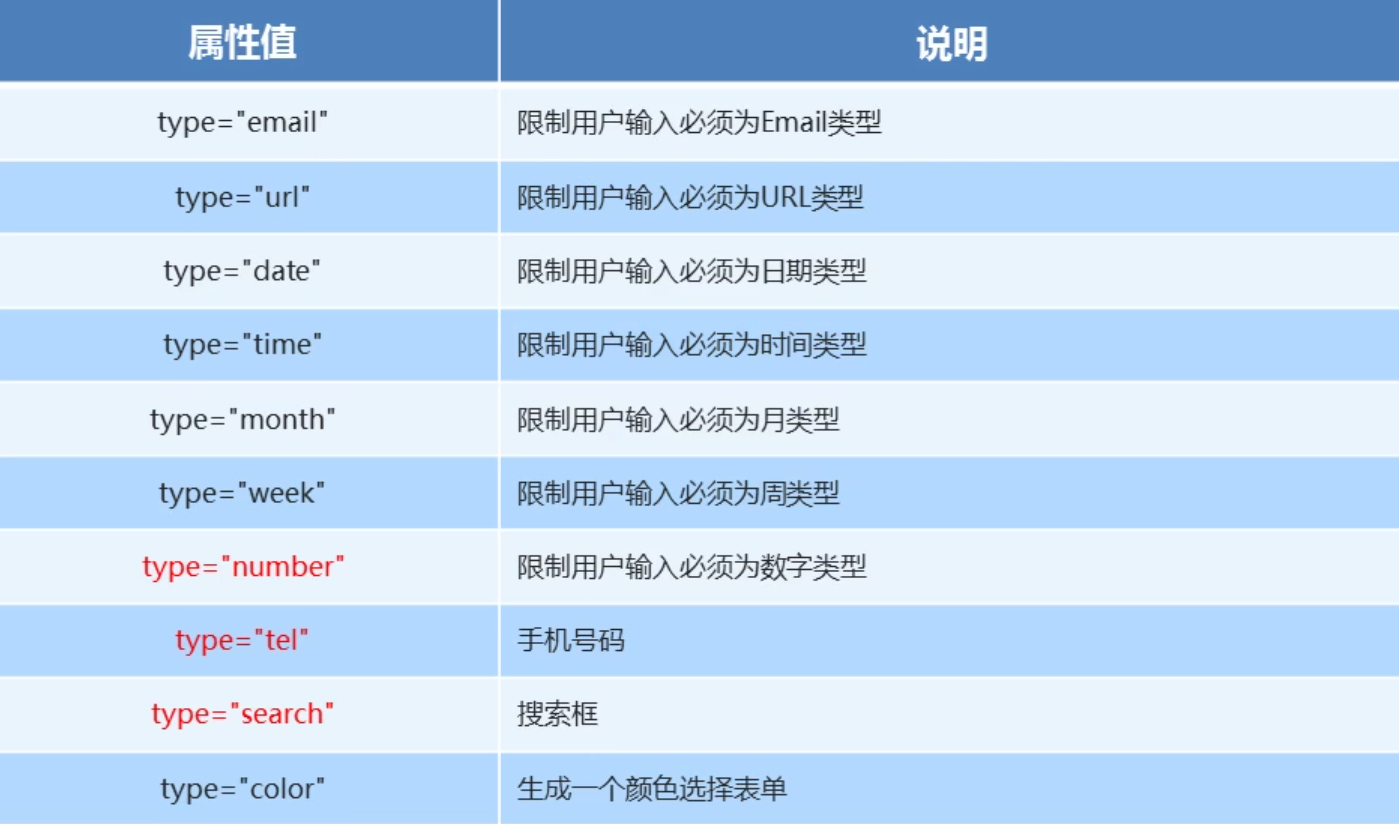 属性值 说明
type="email" 限制用户输入必须为Email类型
type="url" 限制用户输入必须为URL类型
type="date" 限制用户输入必须为日期类型
type="time" 限制用户输入必须为时间类型
type="month" 限制用户输入必须为月类型
type="week" 限制用户输入必须为周类型
type="number" 限制用户输入必须为数字类型
type="tel" 手机号码
type="search" 搜索框
type="color" 生成一个颜色选择表单